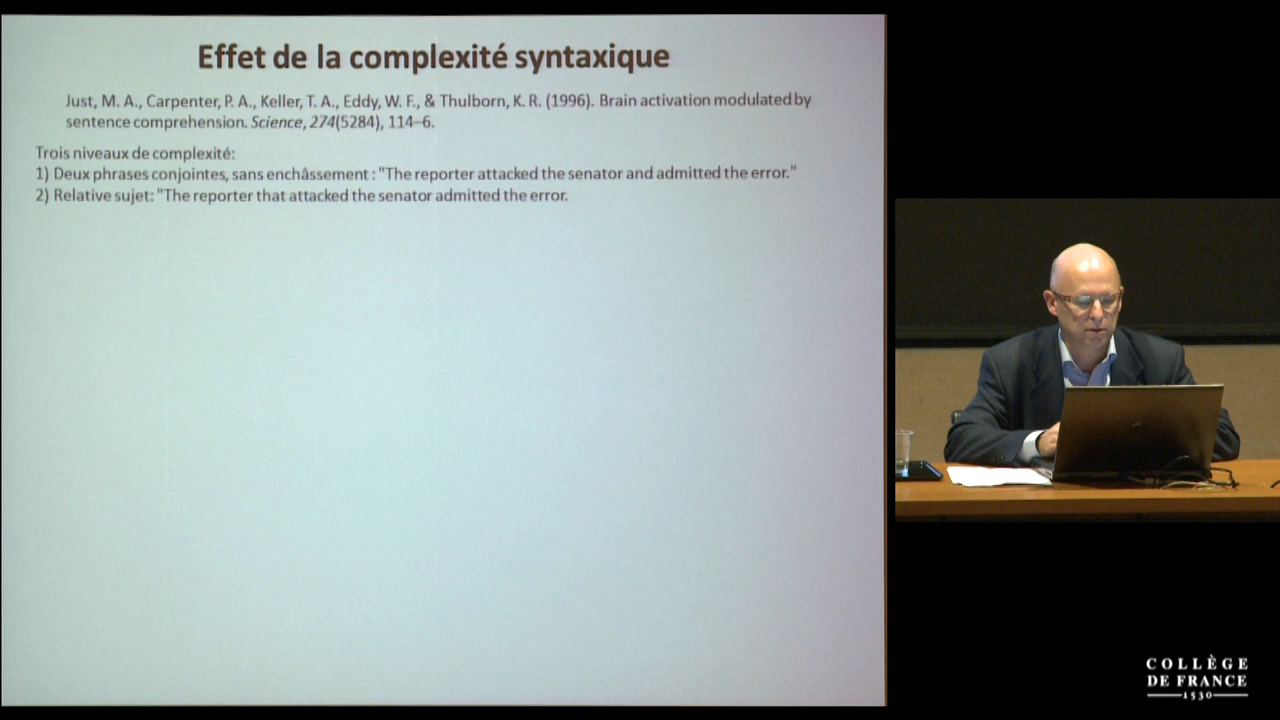 Effet de la complexité syntaxique
Just, M. A., Carpenter, P. A., Keller, T. A., Eddy, W. F., & Thulborn, K. R. (1996). Brain activation modulated by
sentence comprehension. Science, 274(5284), 114–6.
Trois niveaux de complexité:
1) Deux phrases conjointes, sans enchâssement : "The reporter attacked the senator and admitted the error."
2) Relative sujet: "The reporter that attacked the senator admitted the error.
COLLÈGE
DE FRANCE
1530